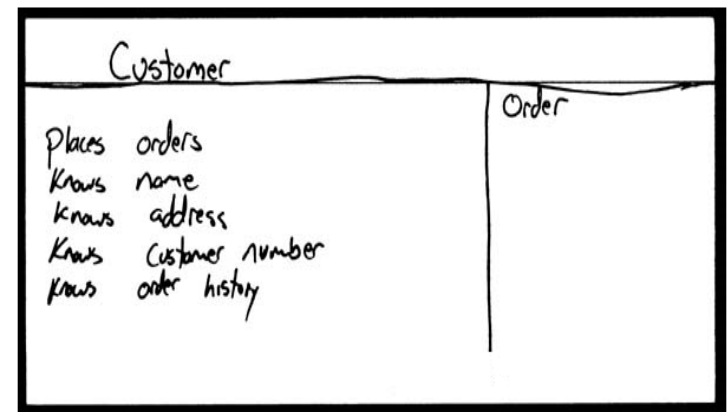 Customer
Places orders
Knows name
Knows address
Knows Customer number
Knows order history
Order